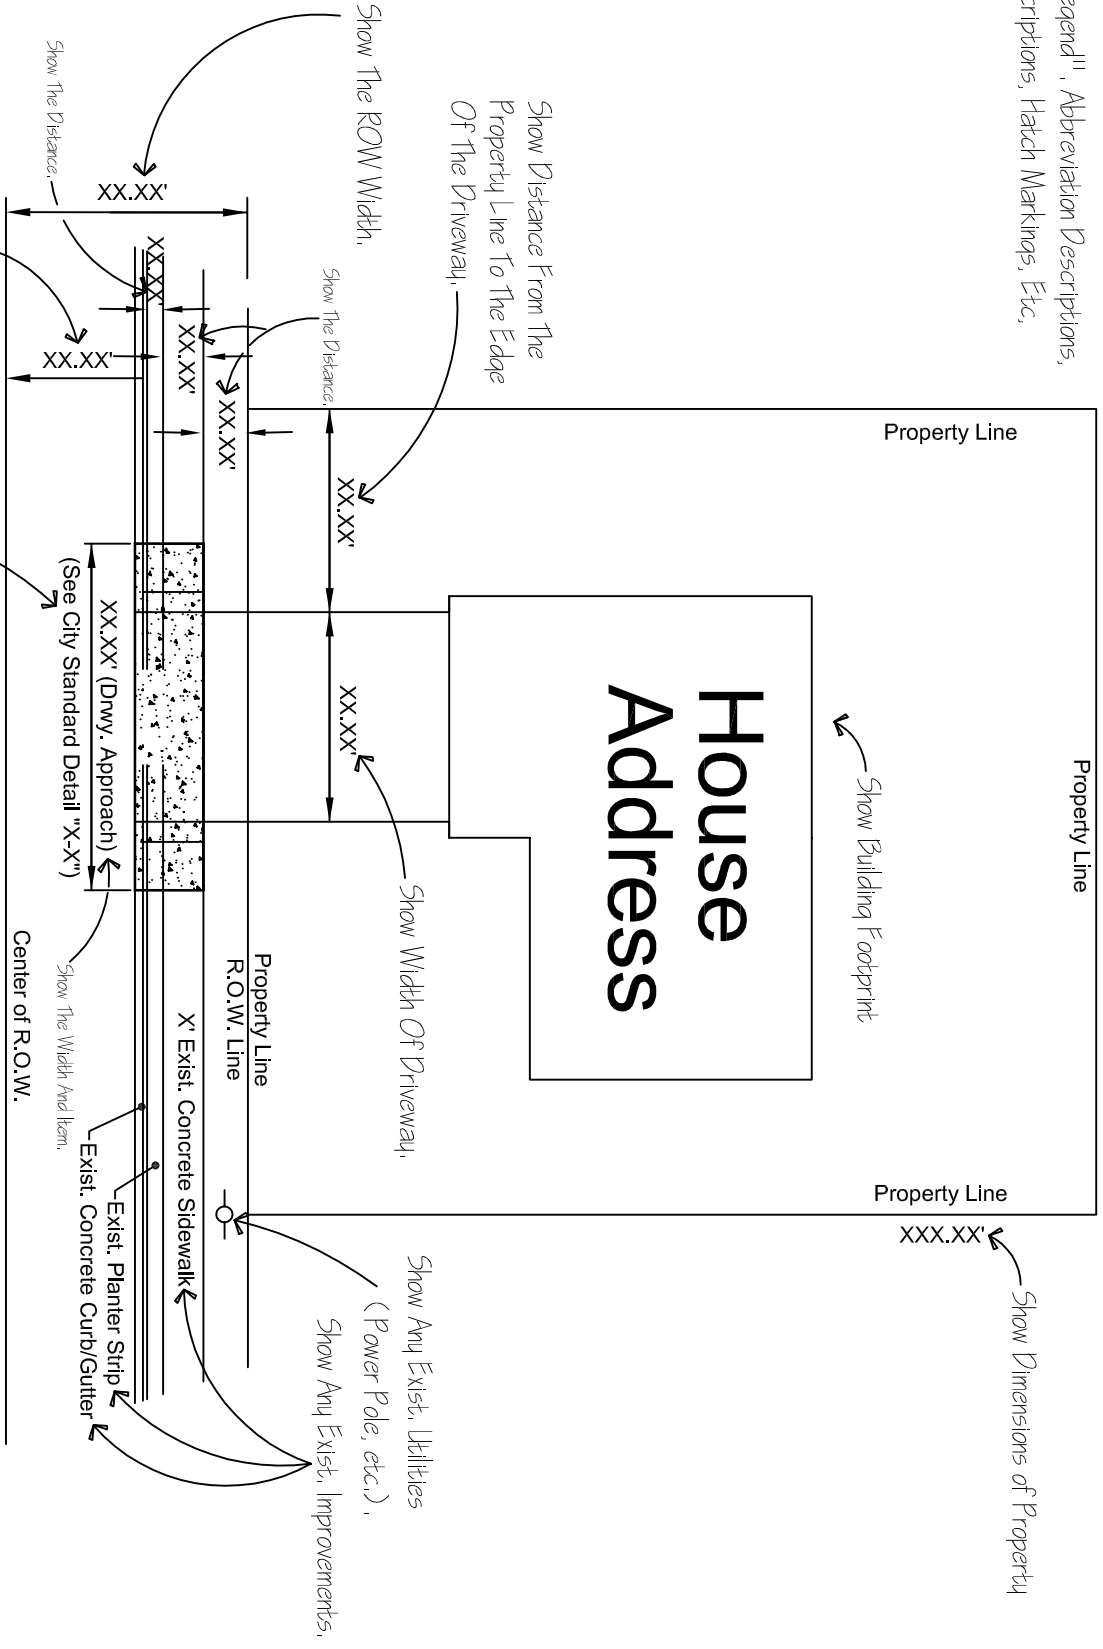 egend", Abbreviation Descriptions,
criptions, Hatch Markings, Etc.
Property Line
Show Dimensions of Property
Property Line
Property Line
XXX.XX'
Show Building Footprint
House
Address
Show Distance From The
Property Line To The Edge
Of The Driveway.
Show Width Of Driveway.
Show Any Exist. Utilities
(Power Pole, etc.).
Show The ROW Width.
Show The Distance.
XX.XX'
XX.XX'
Show Any Exist. Improvements.
Property Line
R.O.W. Line
XX.XX'
XX.XX'
X' Exist. Concrete Sidewalk
XX.XX'
XX.XX'
Show The Distance.
XX.XX'
XX.XX' (Drwy. Approach)
(See City Standard Detail "X-X")
Show The Width And Item.
Exist. Planter Strip
Exist. Concrete Curb/Gutter
Center of R.O.W.